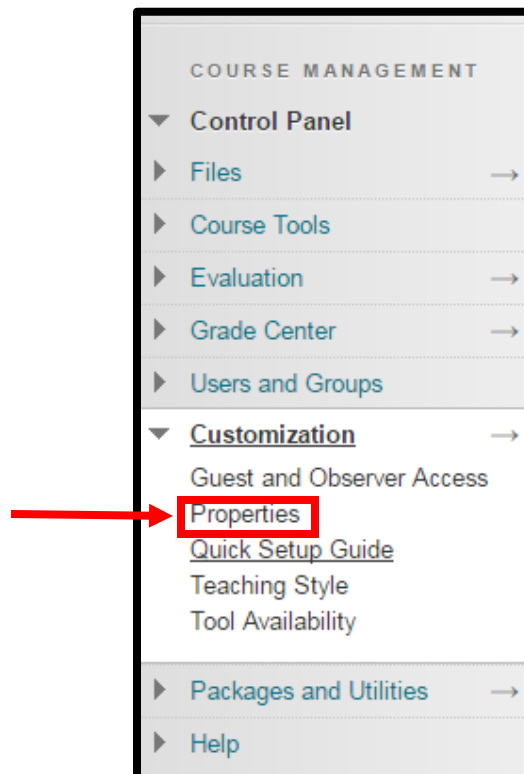 COURSE MANAGEMENT
Control Panel
Files
Course Tools
Evaluation
Grade Center
Users and Groups
Customization
Guest and Observer Access
Properties
Quick Setup Guide
Teaching Style
Tool Availability
Packages and Utilities
Help